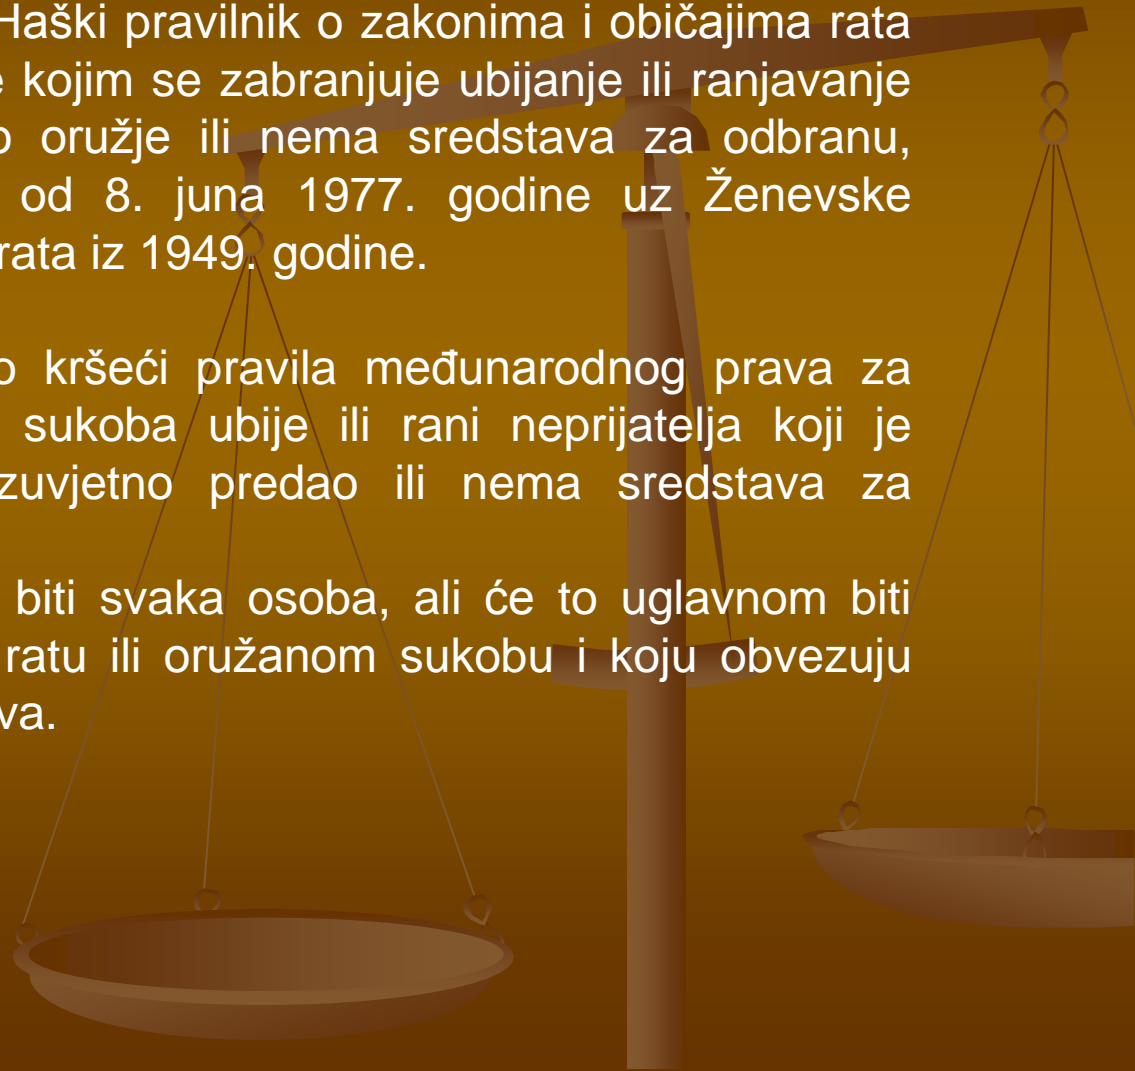 Haški pravilnik o zakonima i običajima rata
e kojim se zabranjuje ubijanje ili ranjavanje
o oružje ili nema sredstava za odbranu,
od 8. juna 1977. godine uz Ženevske
rata iz 1949. godine.
o kršeći pravila međunarodnog prava za
sukoba ubije ili rani neprijatelja koji je
zuvjetno predao ili nema sredstava za
biti svaka osoba, ali će to uglavnom biti
ratu ili oružanom sukobu i koju obvezuju
va.